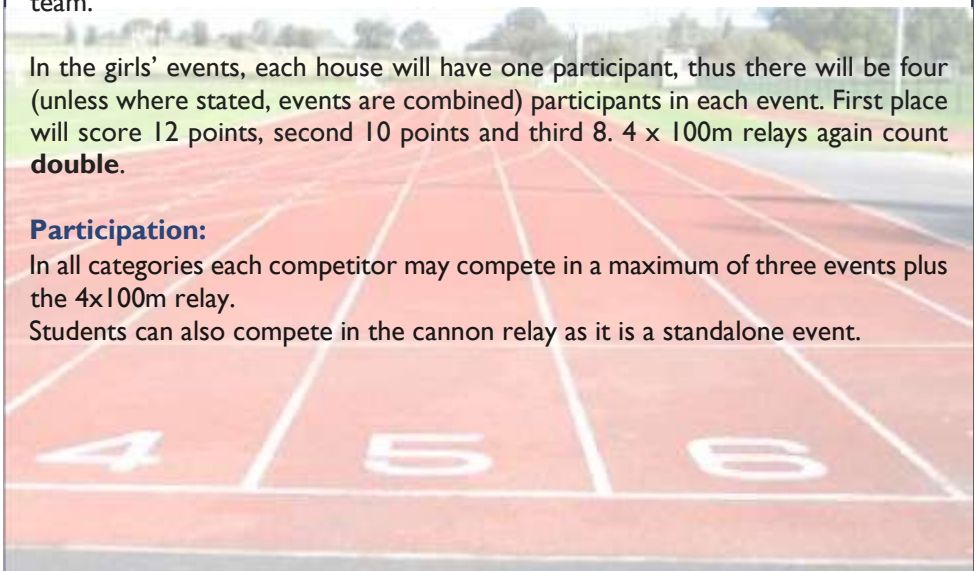 team.
In the girls' events, each house will have one participant, thus there will be four
(unless where stated, events are combined) participants in each event. First place
will score 12 points, second 10 points and third 8. 4 x 100m relays again count
double.
Participation:
In all categories each competitor may compete in a maximum of three events plus
the 4x100m relay.
Students can also compete in the cannon relay as it is a standalone event.
4 5 6